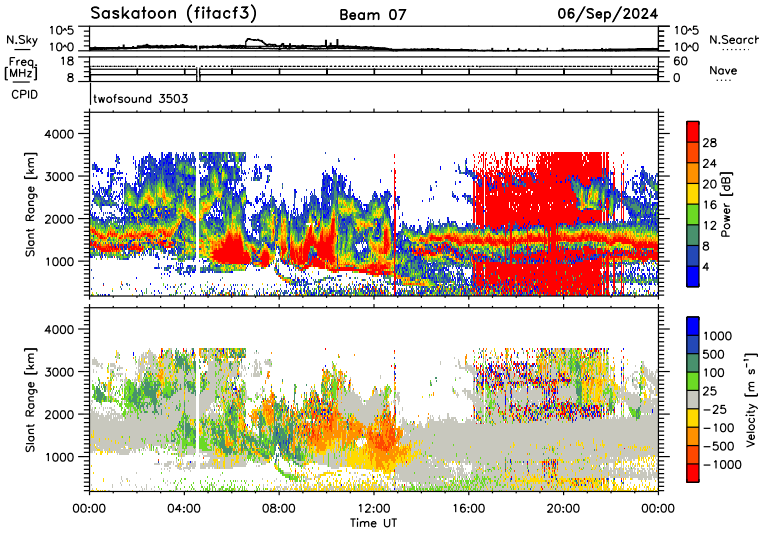 Saskatoon (fitacf3) Beam 07 06/Sep/2024
N.Sky 10^5 10^0 10^5 10^0 N.Search
Freq. [MHz] 18 8 60 0 Nave
CPID twofsound 3503
Slant Range [km] 4000 3000 2000 1000
Power [dB] 28 24 20 16 12 8 4
Slant Range [km] 4000 3000 2000 1000
Velocity [m s⁻¹] 1000 500 100 25 −25 −100 −500 −1000
00:00 04:00 08:00 12:00 16:00 20:00 00:00
Time UT